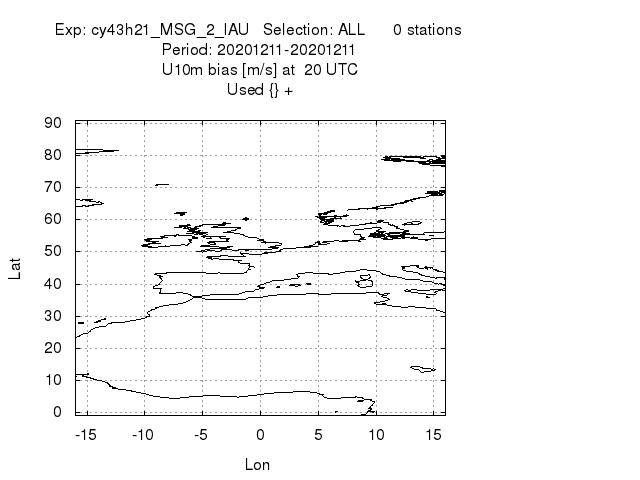 Exp: cy43h21_MSG_2_IAU   Selection: ALL      0 stations
Period: 20201211-20201211
U10m bias [m/s] at  20 UTC
Used {} +
90
80
70
60
50
40
30
20
10
0
Lat
-15 -10 -5 0 5 10 15
Lon